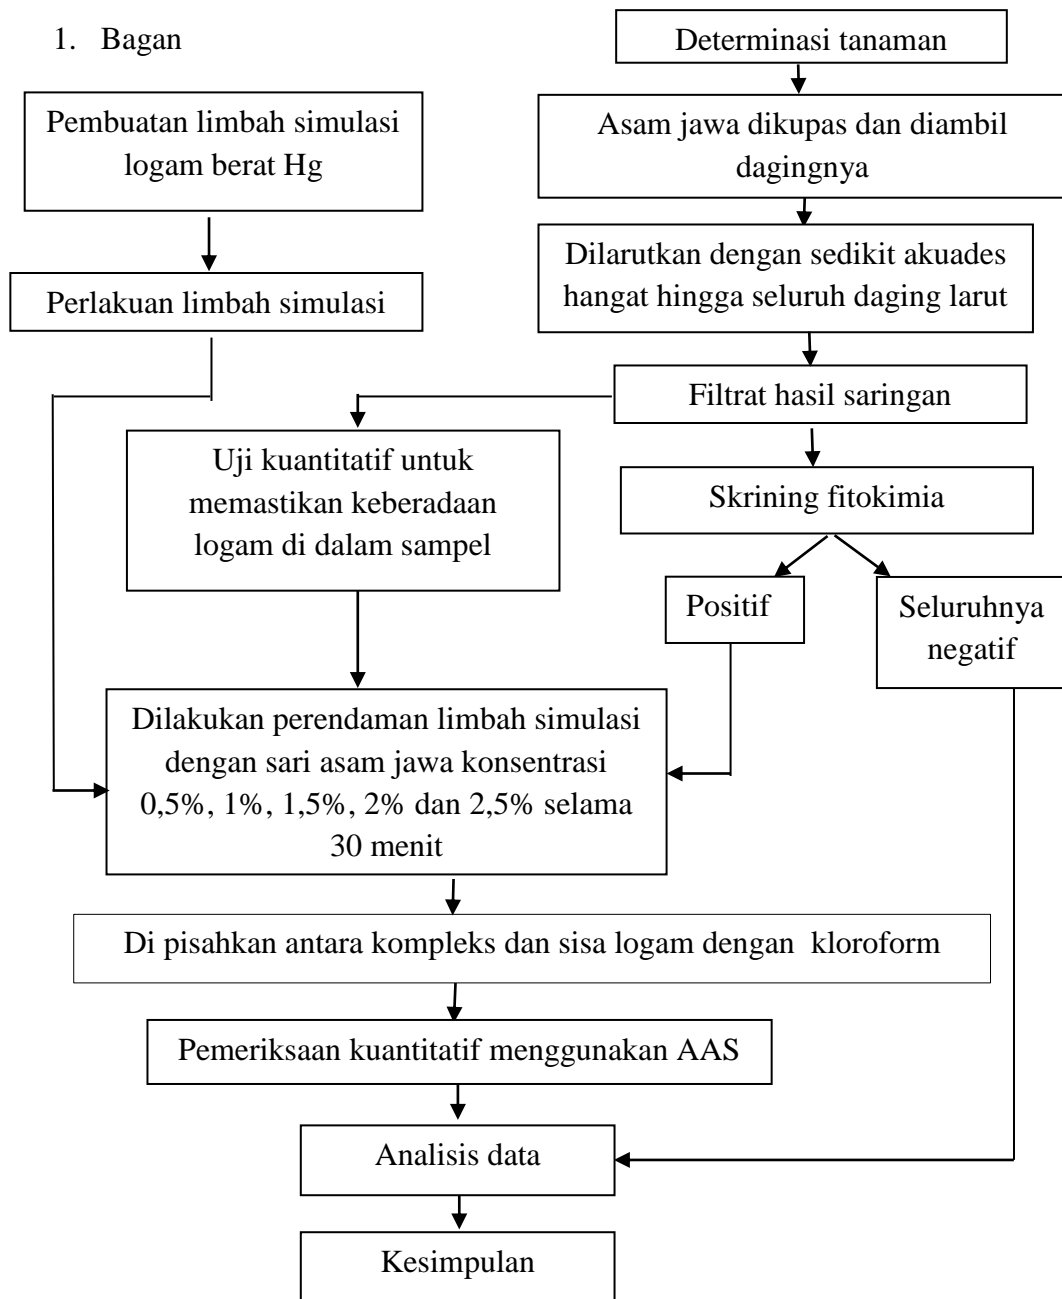 1. Bagan
Determinasi tanaman
Pembuatan limbah simulasi
logam berat Hg
Asam jawa dikupas dan diambil
dagingnya
Perlakuan limbah simulasi
Dilarutkan dengan sedikit akuades
hangat hingga seluruh daging larut
Filtrat hasil saringan
Uji kuantitatif untuk
memastikan keberadaan
logam di dalam sampel
Skrining fitokimia
Positif
Seluruhnya
negatif
Dilakukan perendaman limbah simulasi
dengan sari asam jawa konsentrasi
0,5%, 1%, 1,5%, 2% dan 2,5% selama
30 menit
Di pisahkan antara kompleks dan sisa logam dengan kloroform
Pemeriksaan kuantitatif menggunakan AAS
Analisis data
Kesimpulan